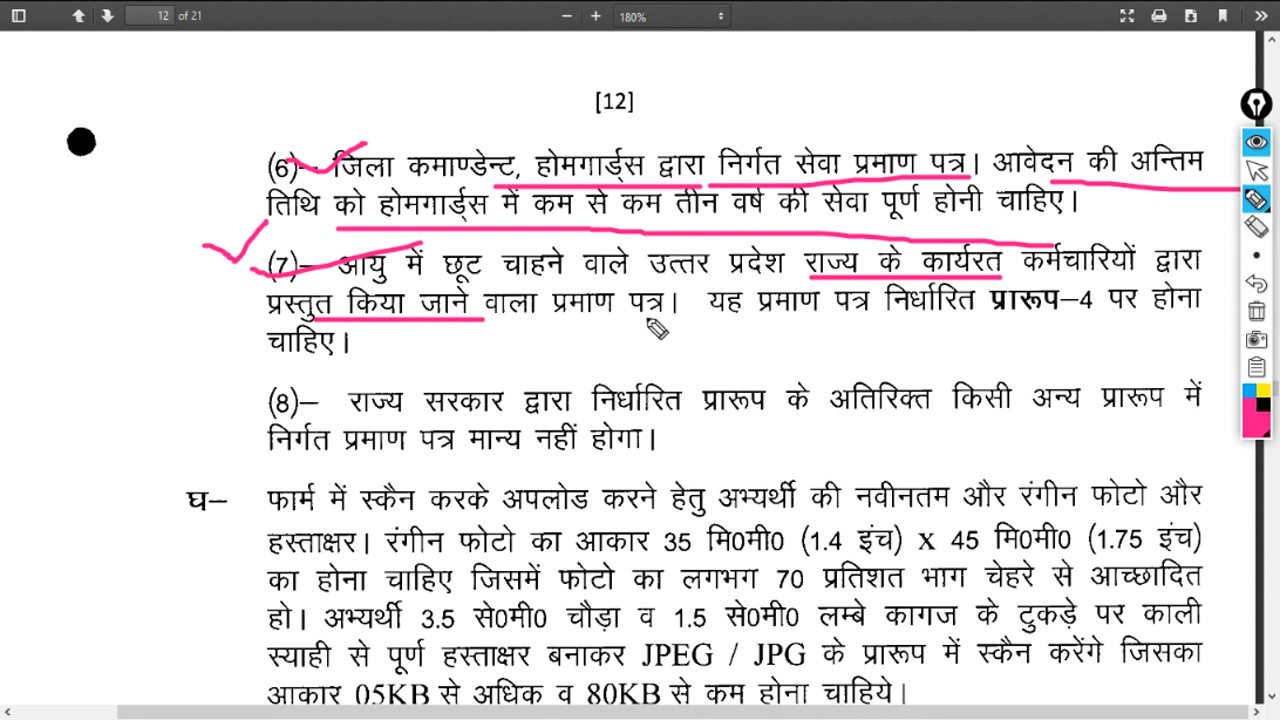 12 of 21
180%
[12]
(6)– जिला कमाण्डेन्ट, होमगार्ड्स द्वारा निर्गत सेवा प्रमाण पत्र। आवेदन की अन्तिम
तिथि को होमगार्ड्स में कम से कम तीन वर्ष की सेवा पूर्ण होनी चाहिए।
(7)– आयु में छूट चाहने वाले उत्तर प्रदेश राज्य के कार्यरत कर्मचारियों द्वारा
प्रस्तुत किया जाने वाला प्रमाण पत्र। यह प्रमाण पत्र निर्धारित प्रारूप–4 पर होना
चाहिए।
(8)– राज्य सरकार द्वारा निर्धारित प्रारूप के अतिरिक्त किसी अन्य प्रारूप में
निर्गत प्रमाण पत्र मान्य नहीं होगा।
घ– फार्म में स्कैन करके अपलोड करने हेतु अभ्यर्थी की नवीनतम और रंगीन फोटो और
हस्ताक्षर। रंगीन फोटो का आकार 35 मि0मी0 (1.4 इंच) x 45 मि0मी0 (1.75 इंच)
का होना चाहिए जिसमें फोटो का लगभग 70 प्रतिशत भाग चेहरे से आच्छादित
हो। अभ्यर्थी 3.5 से0मी0 चौड़ा व 1.5 से0मी0 लम्बे कागज के टुकड़े पर काली
स्याही से पूर्ण हस्ताक्षर बनाकर JPEG / JPG के प्रारूप में स्कैन करेंगे जिसका
आकार 05KB से अधिक व 80KB से कम होना चाहिये।